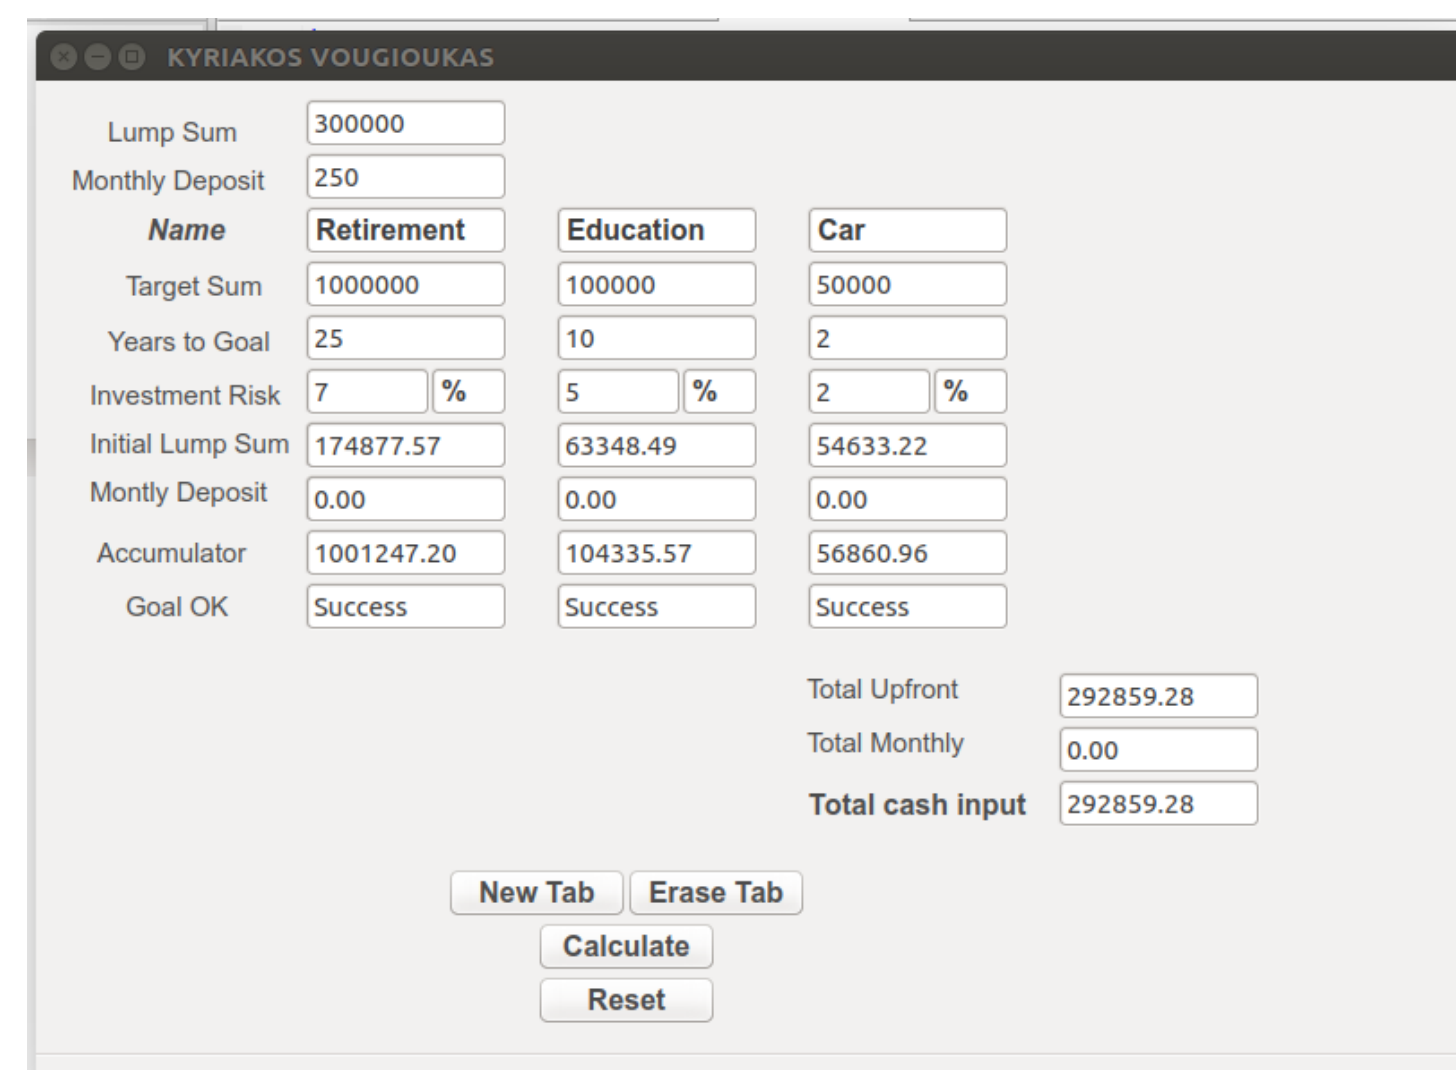 KYRIAKOS VOUGIOUKAS
Lump Sum 300000
Monthly Deposit 250
Name Retirement Education Car
Target Sum 1000000 100000 50000
Years to Goal 25 10 2
Investment Risk 7 % 5 % 2 %
Initial Lump Sum 174877.57 63348.49 54633.22
Montly Deposit 0.00 0.00 0.00
Accumulator 1001247.20 104335.57 56860.96
Goal OK Success Success Success
Total Upfront 292859.28
Total Monthly 0.00
Total cash input 292859.28
New Tab Erase Tab
Calculate
Reset